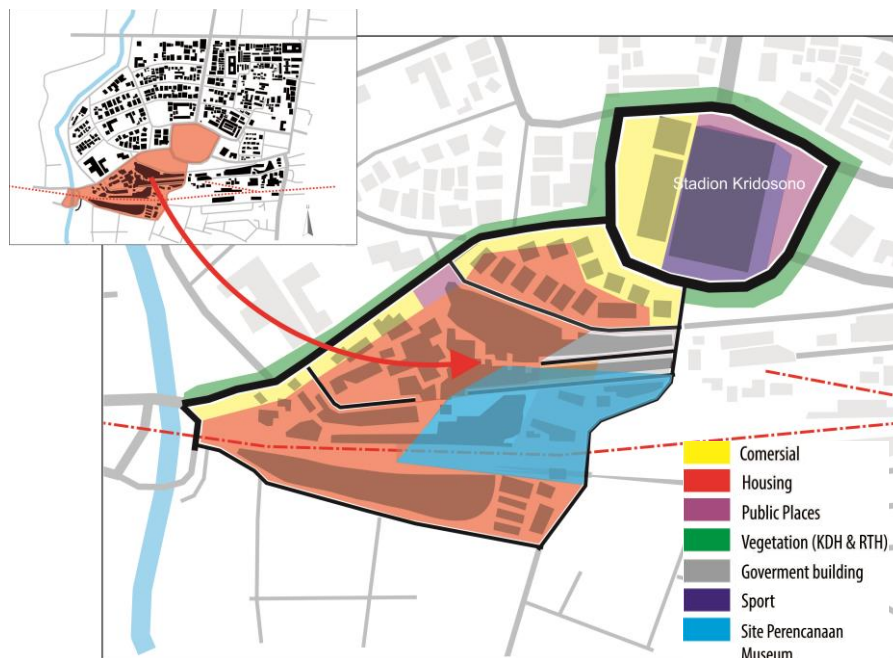 Stadion Kridosono
Comersial
Housing
Public Places
Vegetation (KDH & RTH)
Goverment building
Sport
Site Perencanaan
Museum